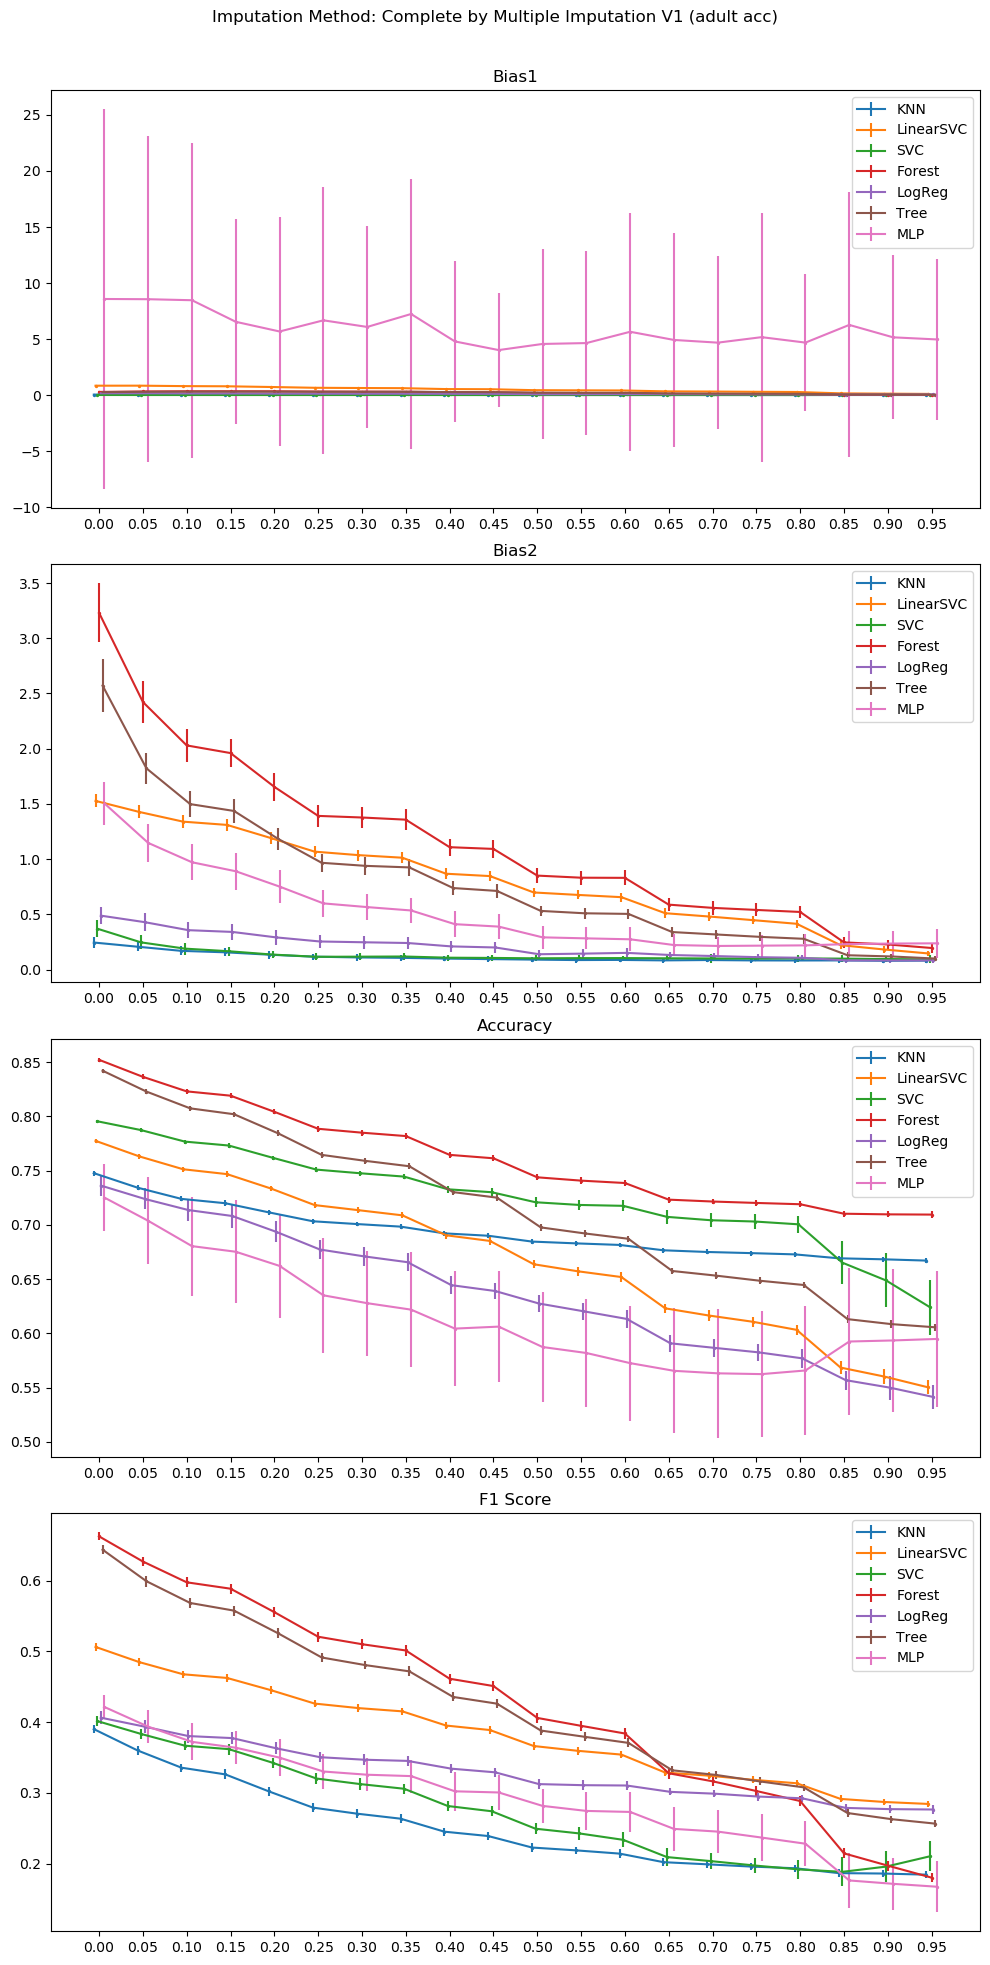 Imputation Method: Complete by Multiple Imputation V1 (adult acc)
Bias1
25
20
15
10
5
0
−5
−10
KNN
LinearSVC
SVC
Forest
LogReg
Tree
MLP
0.00 0.05 0.10 0.15 0.20 0.25 0.30 0.35 0.40 0.45 0.50 0.55 0.60 0.65 0.70 0.75 0.80 0.85 0.90 0.95
Bias2
3.5
3.0
2.5
2.0
1.5
1.0
0.5
0.0
KNN
LinearSVC
SVC
Forest
LogReg
Tree
MLP
0.00 0.05 0.10 0.15 0.20 0.25 0.30 0.35 0.40 0.45 0.50 0.55 0.60 0.65 0.70 0.75 0.80 0.85 0.90 0.95
Accuracy
0.85
0.80
0.75
0.70
0.65
0.60
0.55
0.50
KNN
LinearSVC
SVC
Forest
LogReg
Tree
MLP
0.00 0.05 0.10 0.15 0.20 0.25 0.30 0.35 0.40 0.45 0.50 0.55 0.60 0.65 0.70 0.75 0.80 0.85 0.90 0.95
F1 Score
0.6
0.5
0.4
0.3
0.2
KNN
LinearSVC
SVC
Forest
LogReg
Tree
MLP
0.00 0.05 0.10 0.15 0.20 0.25 0.30 0.35 0.40 0.45 0.50 0.55 0.60 0.65 0.70 0.75 0.80 0.85 0.90 0.95